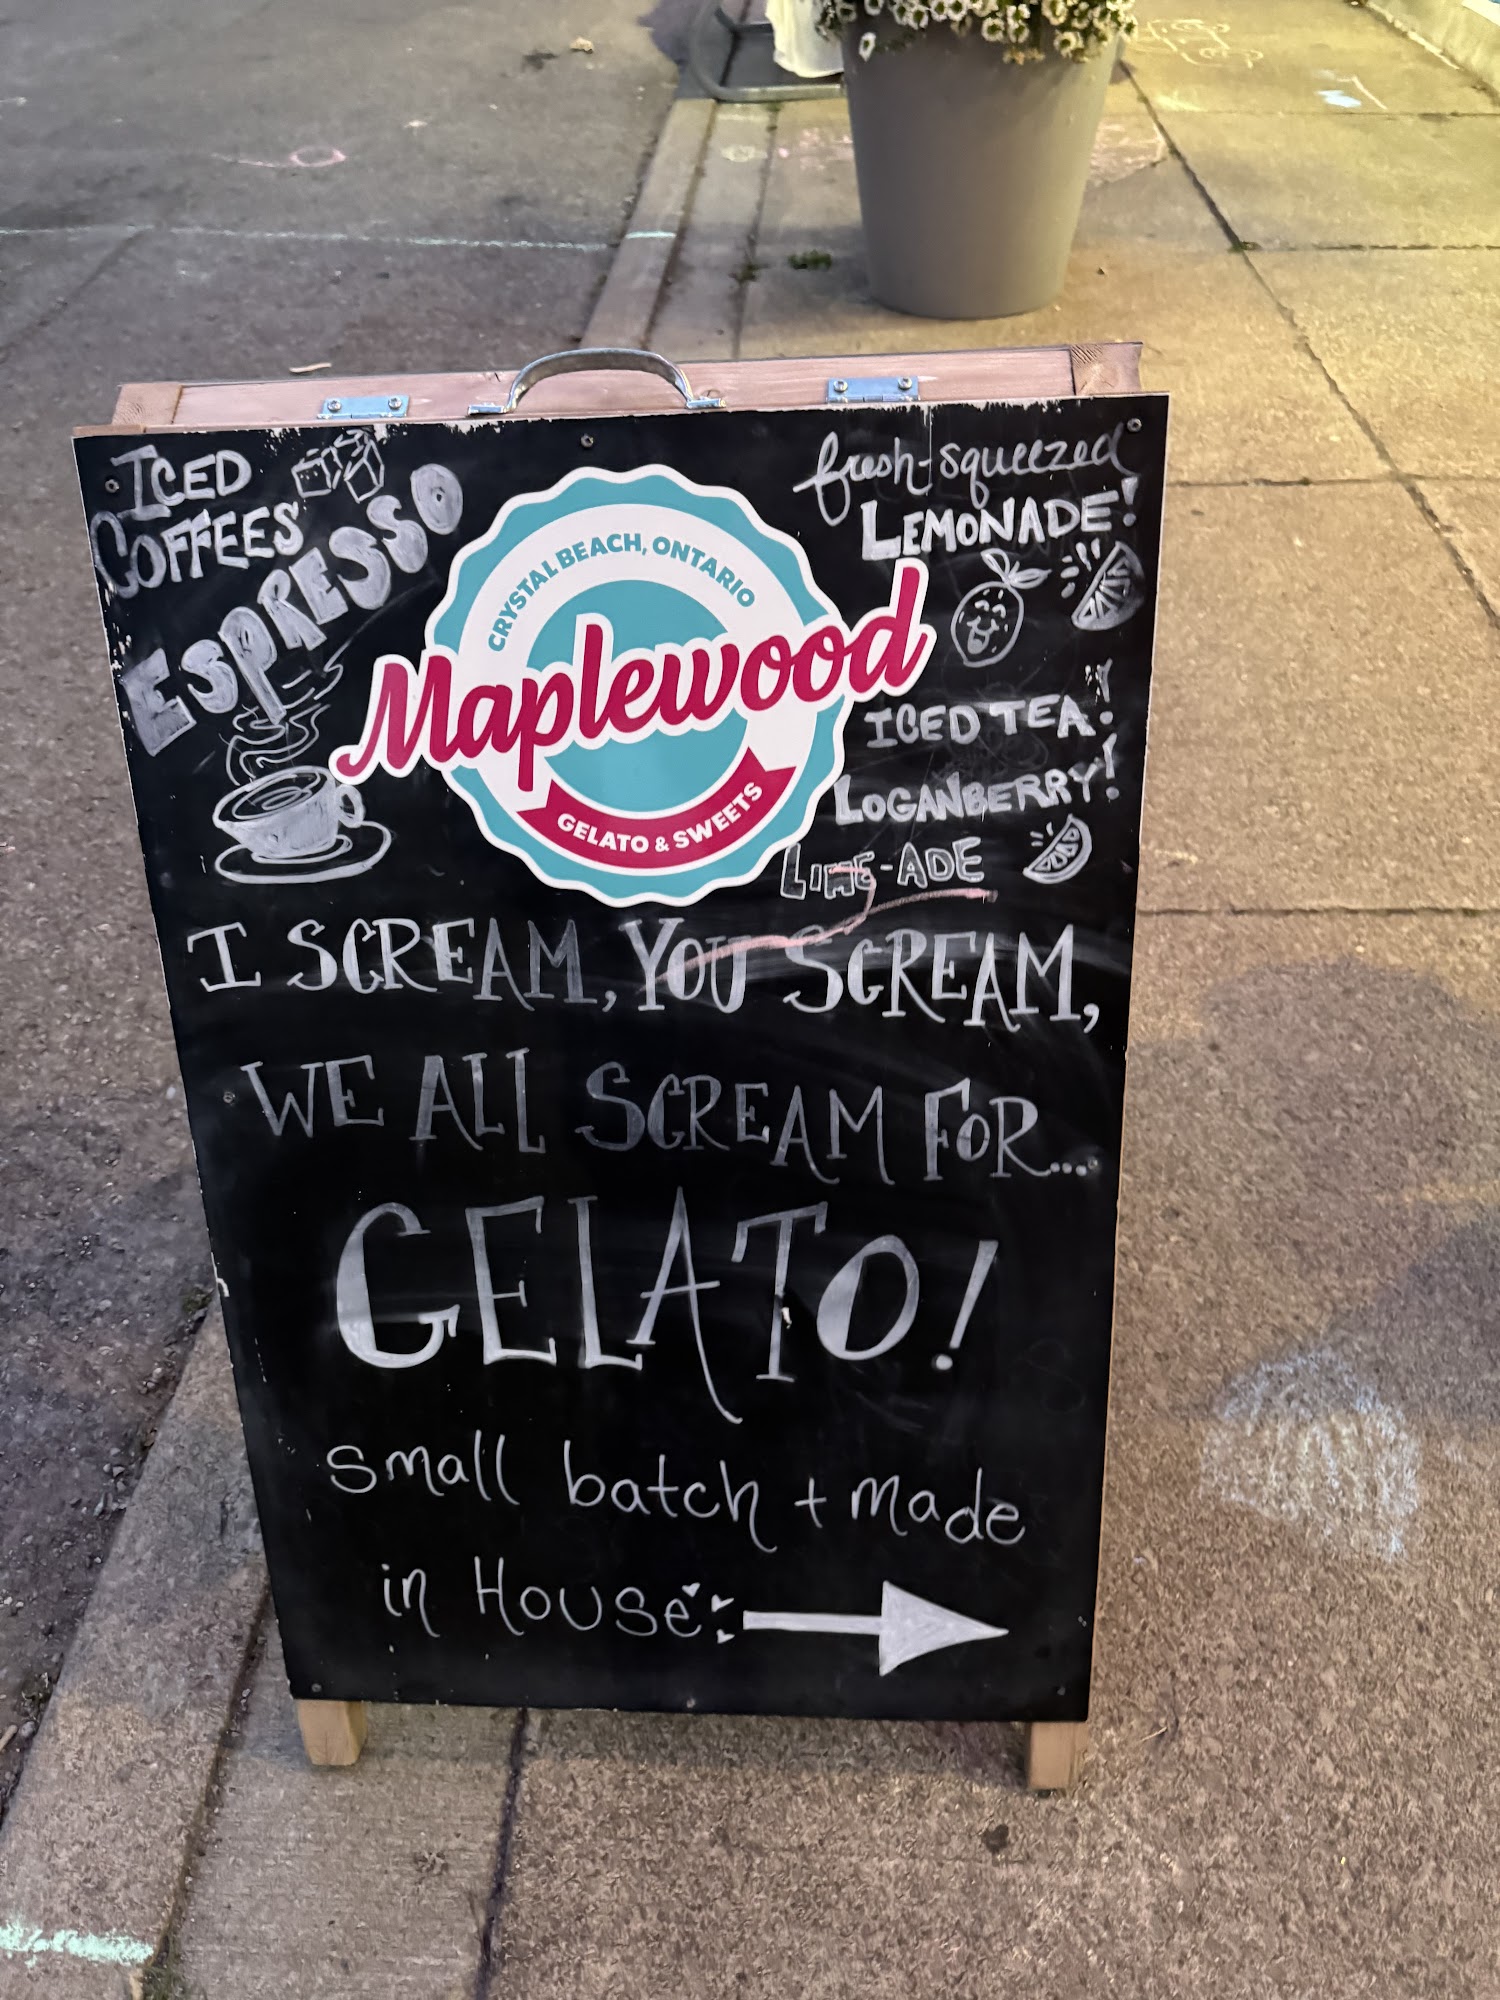 ICED
COFFEES
ESPRESSO
CRYSTAL BEACH, ONTARIO
Maplewood
GELATO & SWEETS
fresh-squeezed
LEMONADE!
ICED TEA!
LOGANBERRY!
LIME-ADE
I SCREAM, YOU SCREAM,
WE ALL SCREAM FOR...
GELATO!
small batch + made
in House